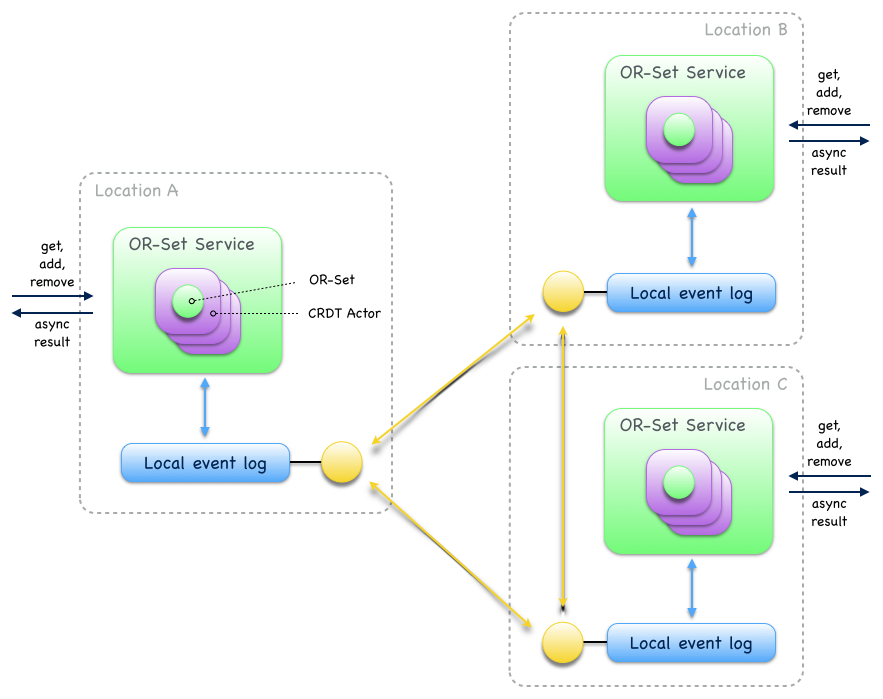 Location A
OR-Set Service
get,
add,
remove
async
result
OR-Set
CRDT Actor
Local event log
Location B
OR-Set Service
get,
add,
remove
async
result
Local event log
Location C
OR-Set Service
get,
add,
remove
async
result
Local event log